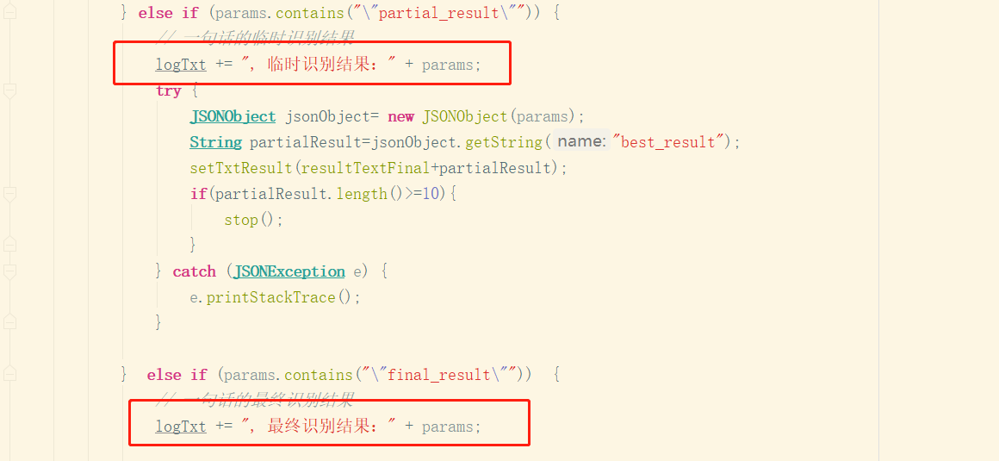 } else if (params.contains("\"partial_result\"")) {
// 一句话的临时识别结果
logTxt += ", 临时识别结果：" + params;
try {
JSONObject jsonObject= new JSONObject(params);
String partialResult=jsonObject.getString( name: "best_result");
setTxtResult(resultTextFinal+partialResult);
if(partialResult.length()>=10){
stop();
}
} catch (JSONException e) {
e.printStackTrace();
}
} else if (params.contains("\"final_result\"")) {
// 一句话的最终识别结果
logTxt += ", 最终识别结果：" + params;